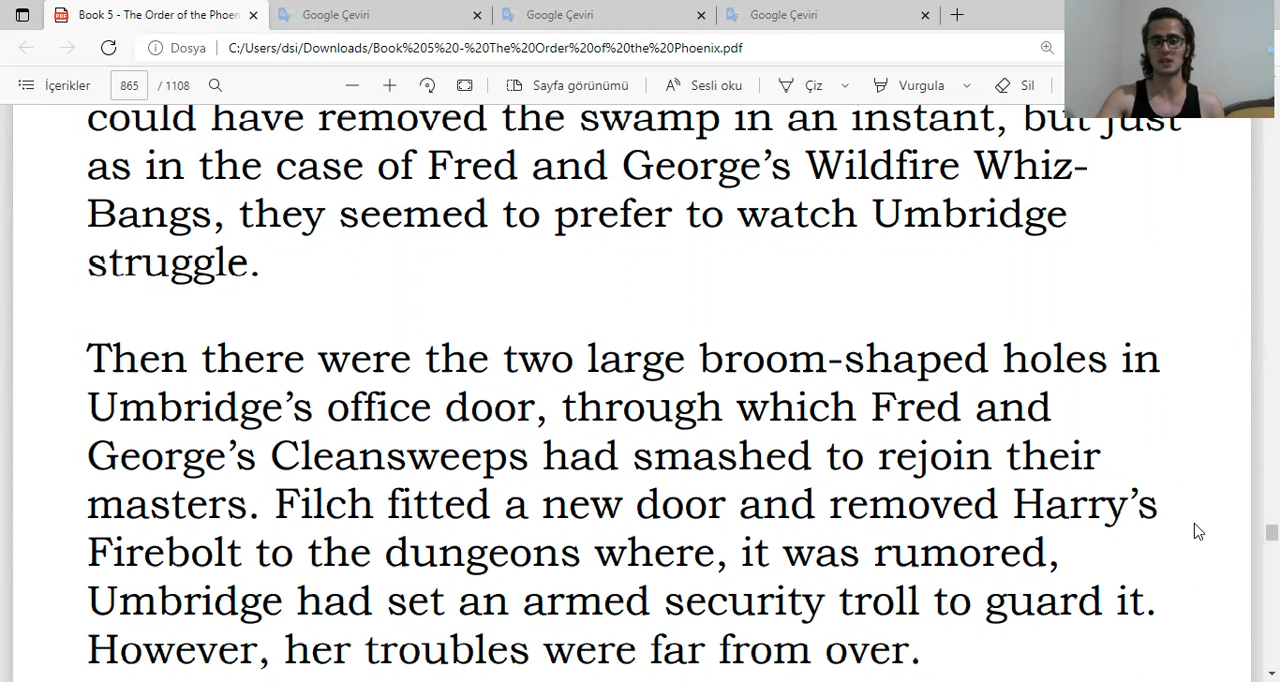 Book 5 - The Order of the Phoen
Google Çeviri
Google Çeviri
Google Çeviri
Dosya
C:/Users/dsi/Downloads/Book%205%20-%20The%20Order%20of%20the%20Phoenix.pdf
İçerikler
865 / 1108
Sayfa görünümü
Sesli oku
Çiz
Vurgula
Sil
could have removed the swamp in an instant, but just
as in the case of Fred and George’s Wildfire Whiz-
Bangs, they seemed to prefer to watch Umbridge
struggle.
Then there were the two large broom-shaped holes in
Umbridge’s office door, through which Fred and
George’s Cleansweeps had smashed to rejoin their
masters. Filch fitted a new door and removed Harry’s
Firebolt to the dungeons where, it was rumored,
Umbridge had set an armed security troll to guard it.
However, her troubles were far from over.